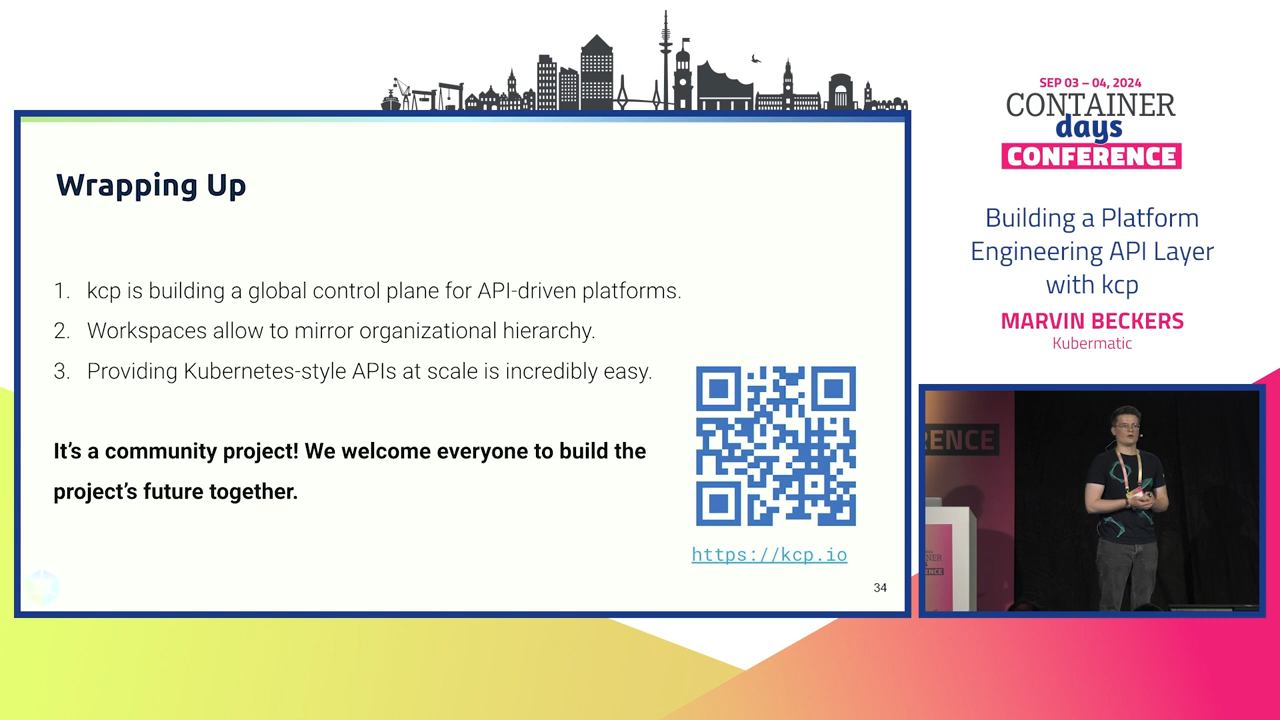 SEP 03 – 04, 2024
CONTAINER
days
CONFERENCE
Wrapping Up
1. kcp is building a global control plane for API-driven platforms.
2. Workspaces allow to mirror organizational hierarchy.
3. Providing Kubernetes-style APIs at scale is incredibly easy.
It’s a community project! We welcome everyone to build the
project’s future together.
https://kcp.io
34
Building a Platform
Engineering API Layer
with kcp
MARVIN BECKERS
Kubermatic
RENCE